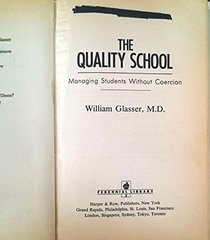 Glasser
THE
QUALITY SCHOOL
Managing Students Without Coercion
William Glasser, M.D.
PERENNIAL LIBRARY
Harper & Row, Publishers, New York
Grand Rapids, Philadelphia, St. Louis, San Francisco
London, Singapore, Sydney, Tokyo, Toronto